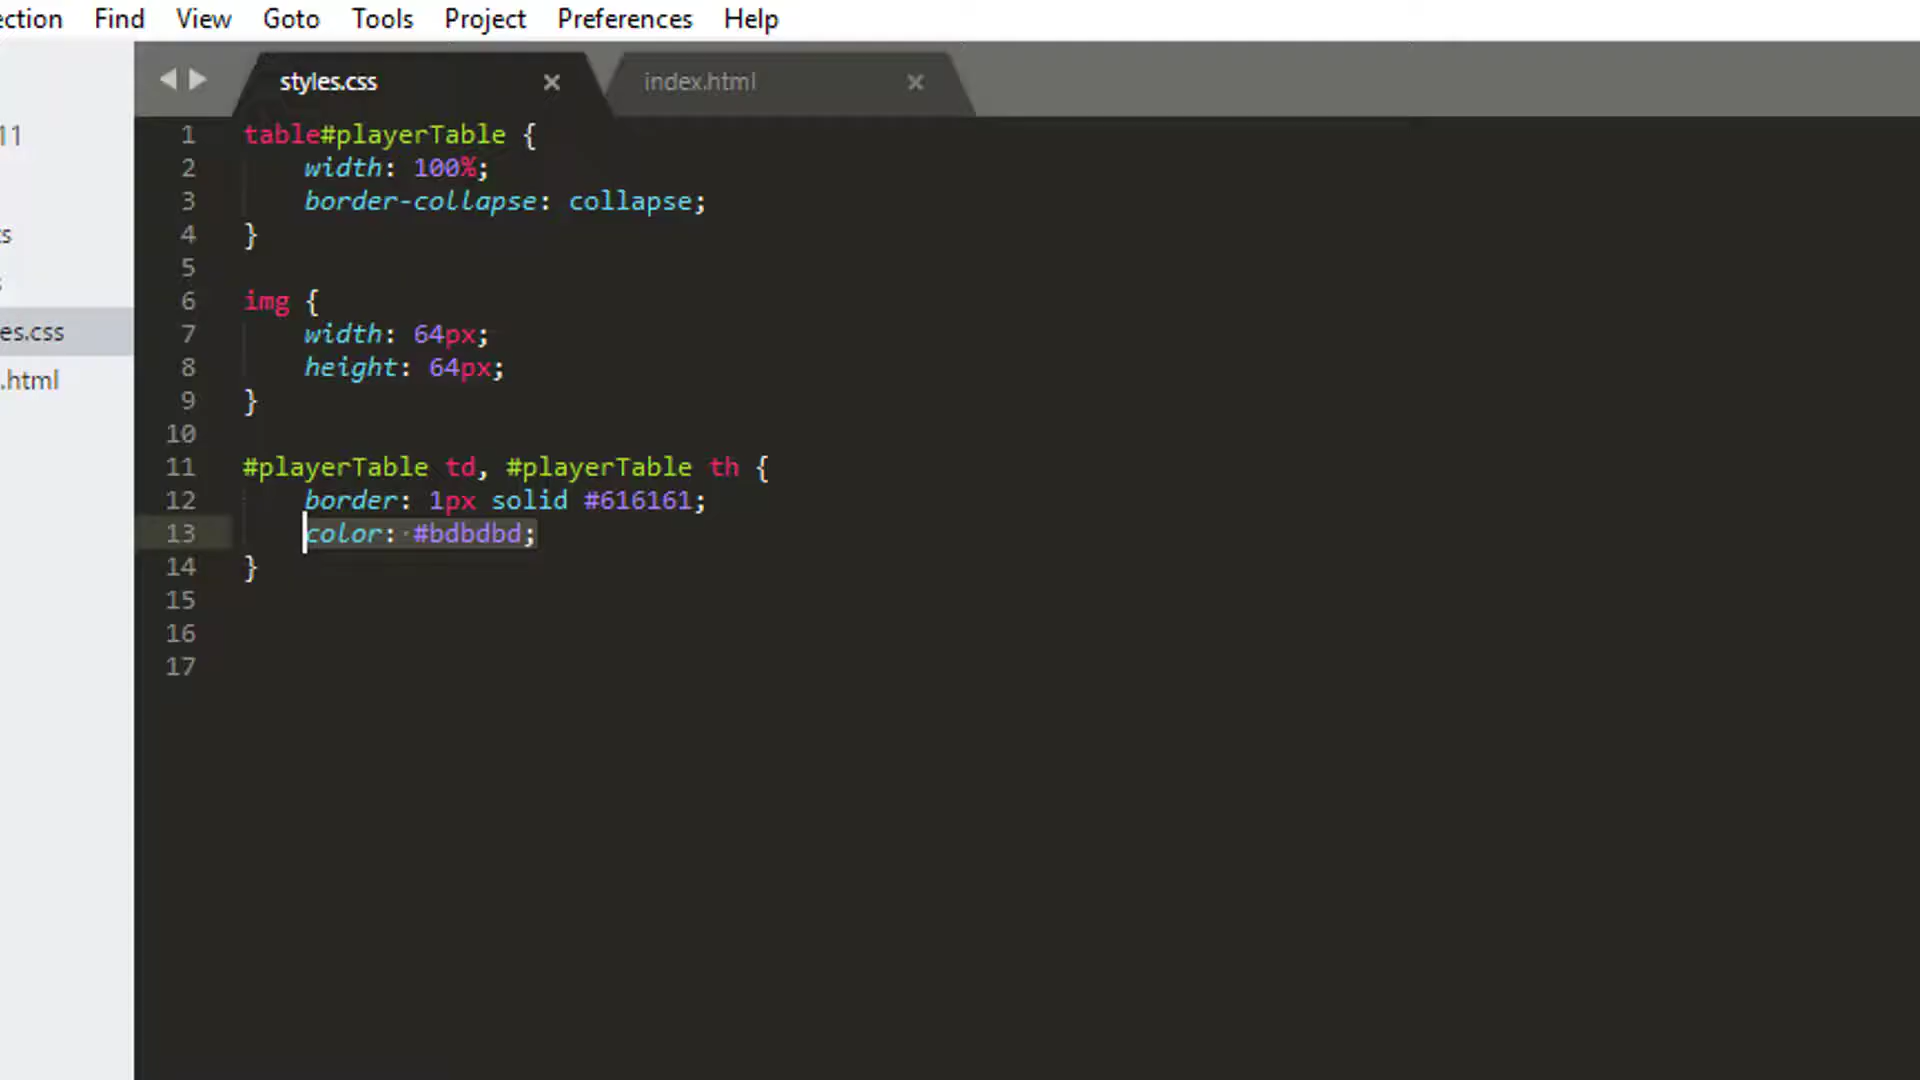 ection Find View Goto Tools Project Preferences Help
styles.css × index.html ×
11
es.css
.html
1 table#playerTable {
2 width: 100%;
3 border-collapse: collapse;
4 }
5
6 img {
7 width: 64px;
8 height: 64px;
9 }
10
11 #playerTable td, #playerTable th {
12 border: 1px solid #616161;
13 color: #bdbdbd;
14 }
15
16
17